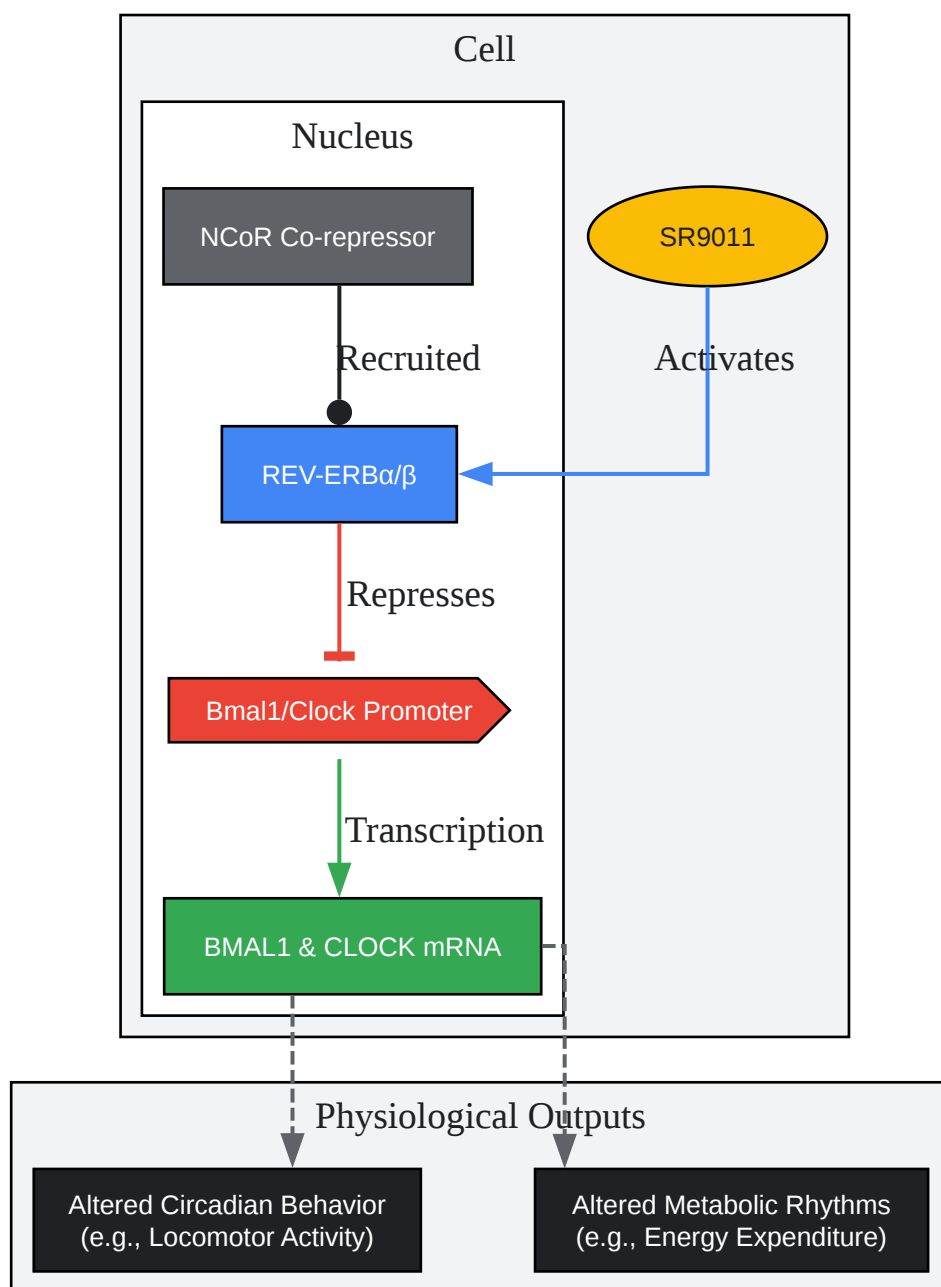 Cell
Nucleus
NCoR Co-repressor
SR9011
Recruited
Activates
REV-ERBα/β
Represses
Bmal1/Clock Promoter
Transcription
BMAL1 & CLOCK mRNA
Physiological Outputs
Altered Circadian Behavior
(e.g., Locomotor Activity)
Altered Metabolic Rhythms
(e.g., Energy Expenditure)